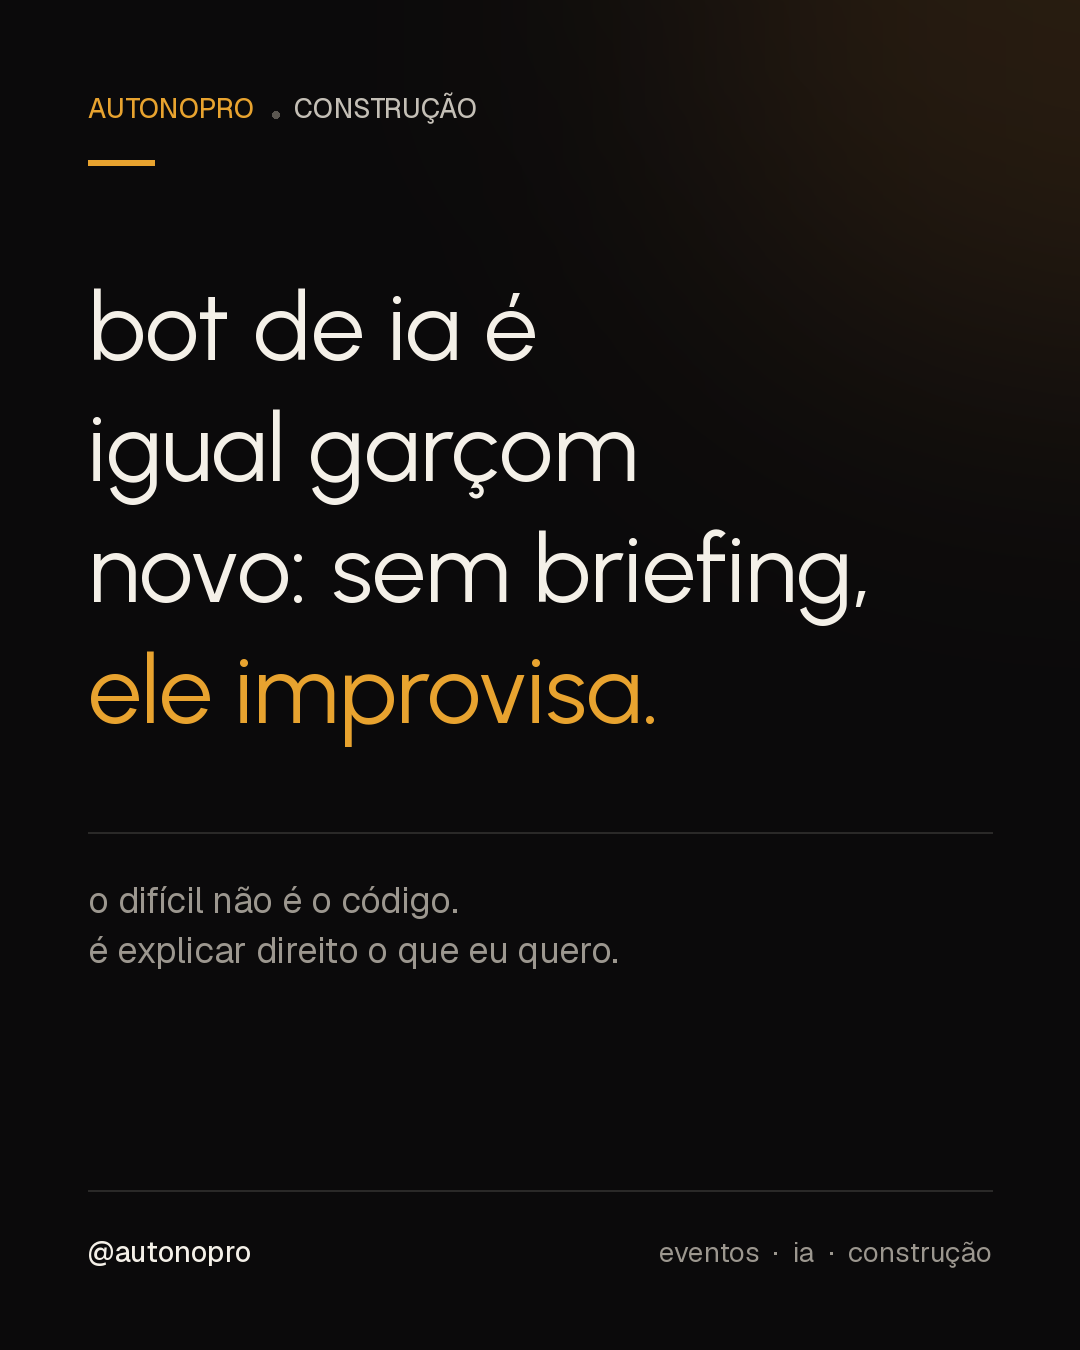 AUTONOPRO • CONSTRUÇÃO
bot de ia é
igual garçom
novo: sem briefing,
ele improvisa.
o difícil não é o código.
é explicar direito o que eu quero.
@autonopro
eventos · ia · construção